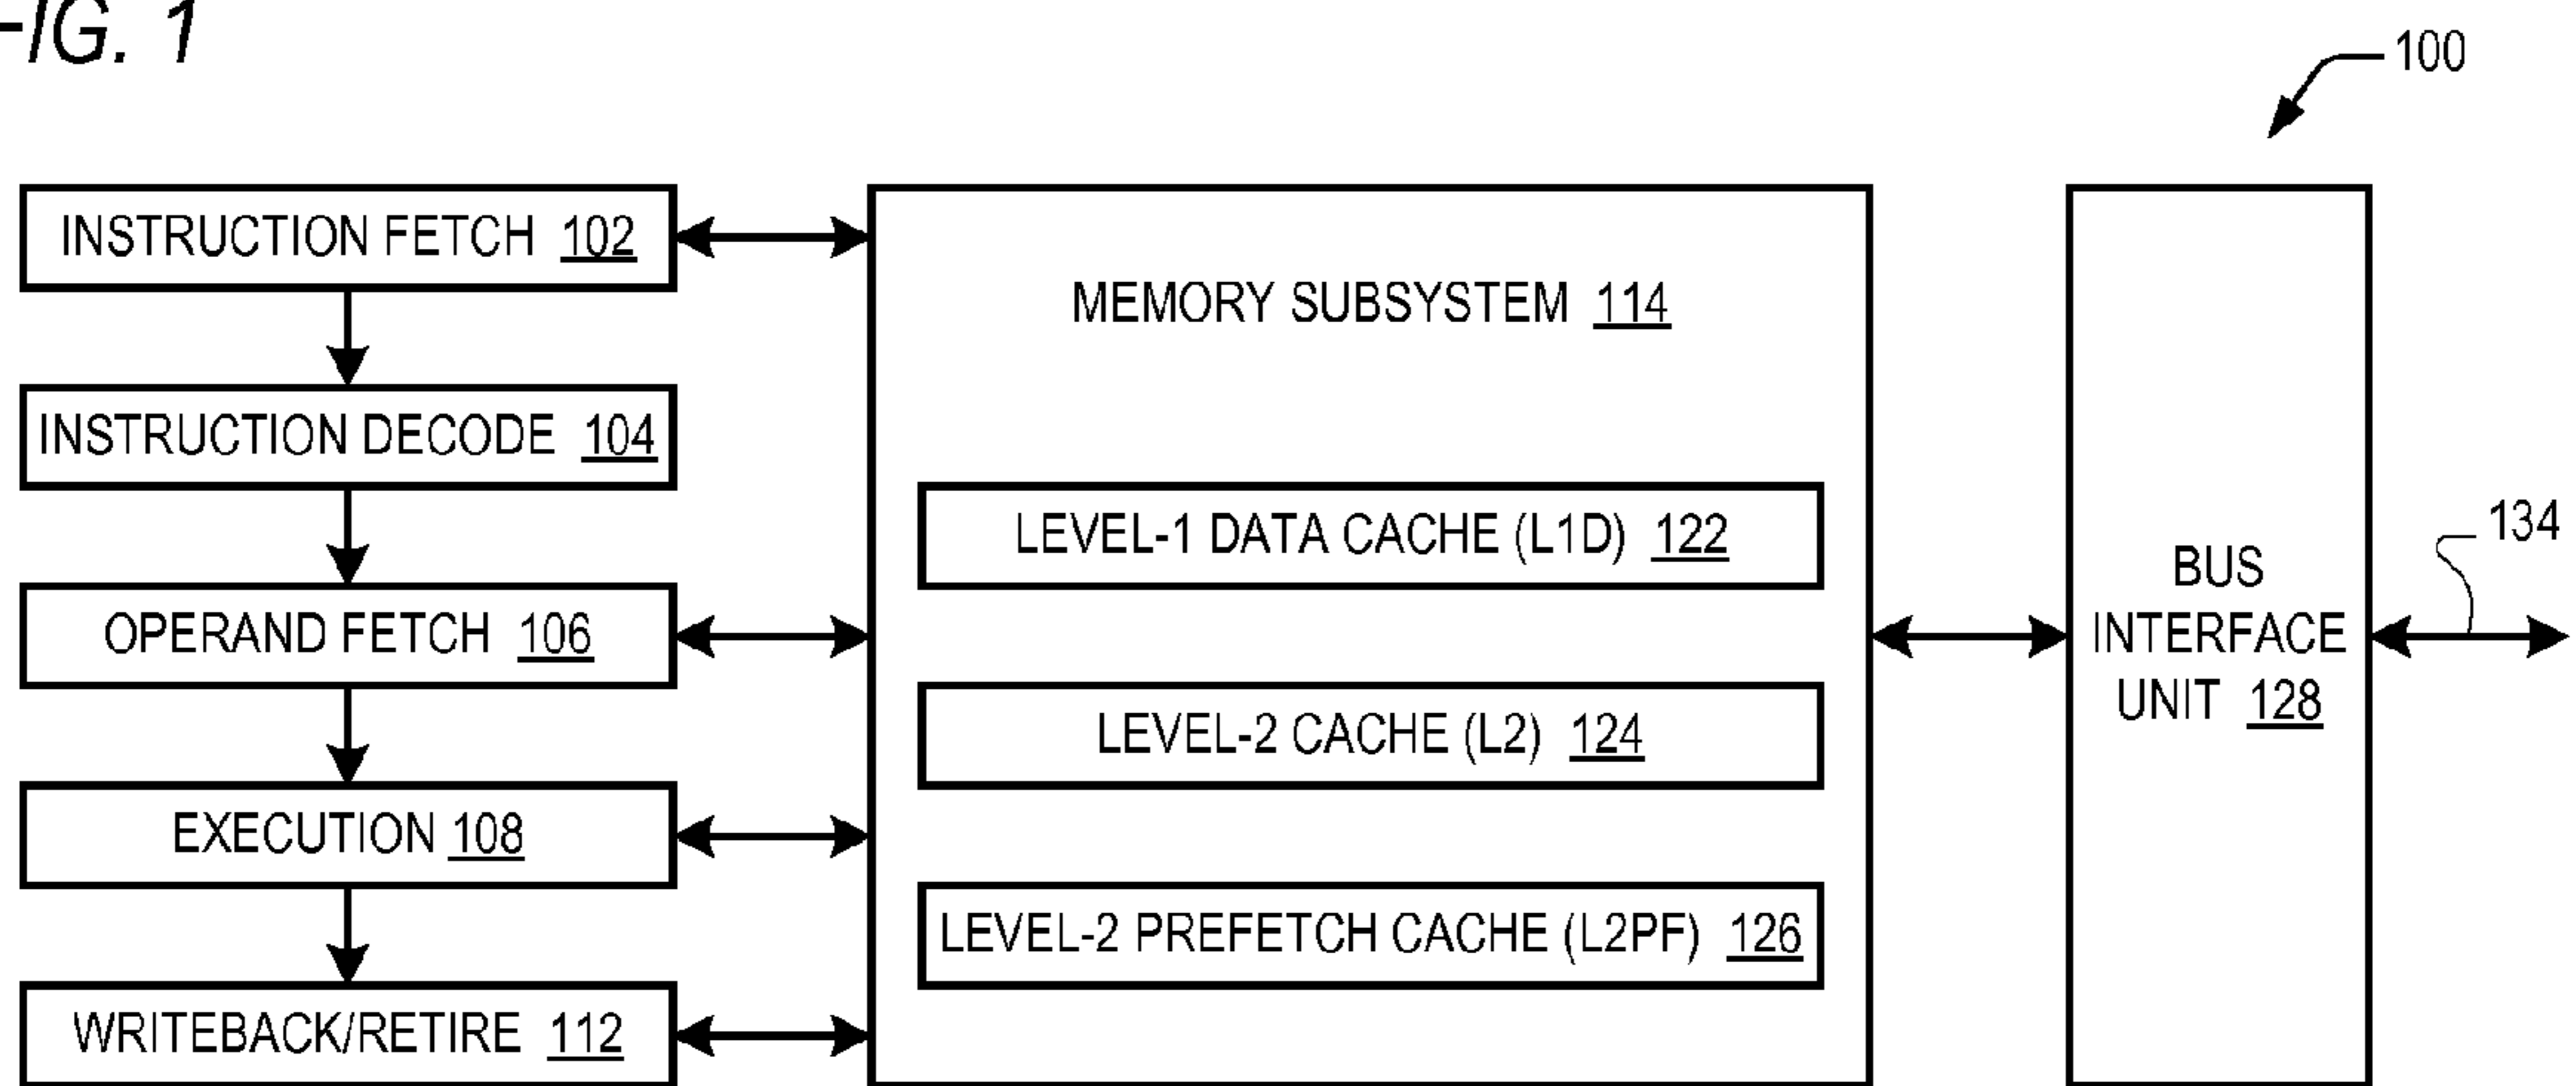 FIG. 1
100
INSTRUCTION FETCH 102
INSTRUCTION DECODE 104
OPERAND FETCH 106
EXECUTION 108
WRITEBACK/RETIRE 112
MEMORY SUBSYSTEM 114
LEVEL-1 DATA CACHE (L1D) 122
LEVEL-2 CACHE (L2) 124
LEVEL-2 PREFETCH CACHE (L2PF) 126
BUS
INTERFACE
UNIT 128
134